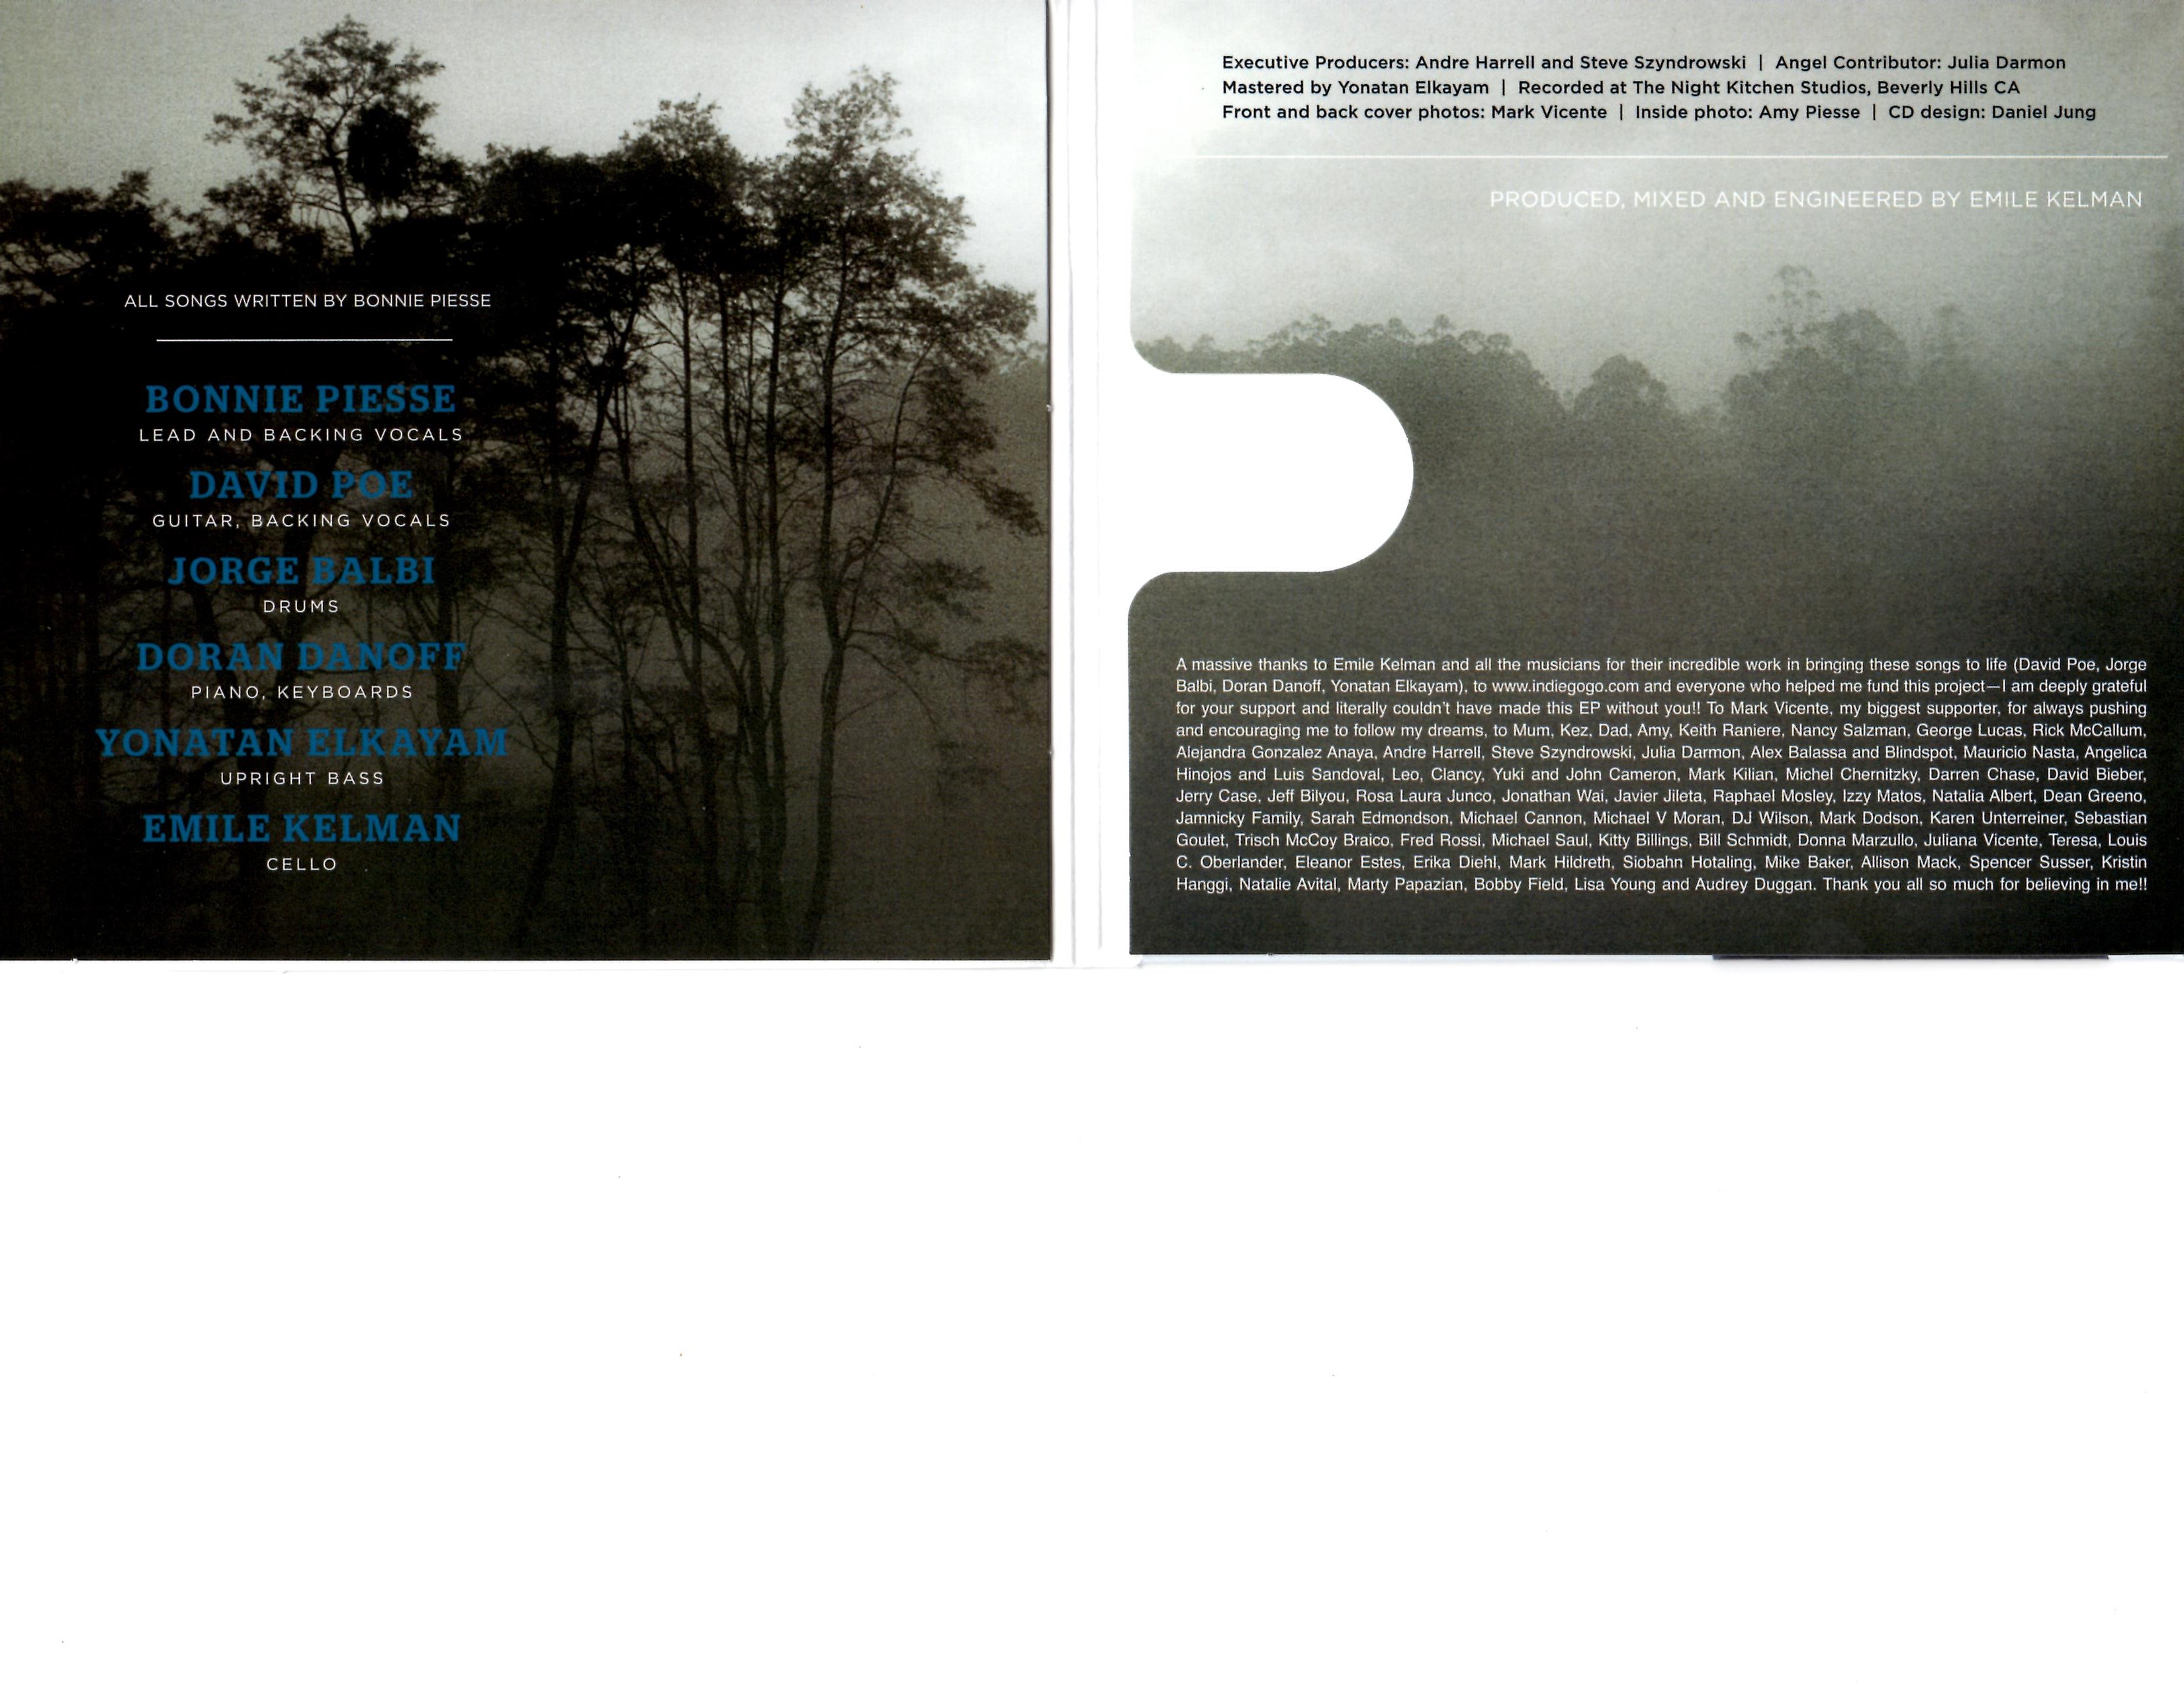 ALL SONGS WRITTEN BY BONNIE PIESSE
BONNIE PIESSE
LEAD AND BACKING VOCALS
DAVID POE
GUITAR, BACKING VOCALS
JORGE BALBI
DRUMS
DORAN DANOFF
PIANO, KEYBOARDS
YONATAN ELKAYAM
UPRIGHT BASS
EMILE KELMAN
CELLO
Executive Producers: Andre Harrell and Steve Szyndrowski | Angel Contributor: Julia Darmon
Mastered by Yonatan Elkayam | Recorded at The Night Kitchen Studios, Beverly Hills CA
Front and back cover photos: Mark Vicente | Inside photo: Amy Piesse | CD design: Daniel Jung
PRODUCED, MIXED AND ENGINEERED BY EMILE KELMAN
A massive thanks to Emile Kelman and all the musicians for their incredible work in bringing these songs to life (David Poe, Jorge
Balbi, Doran Danoff, Yonatan Elkayam), to www.indiegogo.com and everyone who helped me fund this project—I am deeply grateful
for your support and literally couldn't have made this EP without you!! To Mark Vicente, my biggest supporter, for always pushing
and encouraging me to follow my dreams, to Mum, Kez, Dad, Amy, Keith Raniere, Nancy Salzman, George Lucas, Rick McCallum,
Alejandra Gonzalez Anaya, Andre Harrell, Steve Szyndrowski, Julia Darmon, Alex Balassa and Blindspot, Mauricio Nasta, Angelica
Hinojos and Luis Sandoval, Leo, Clancy, Yuki and John Cameron, Mark Kilian, Michel Chernitzky, Darren Chase, David Bieber,
Jerry Case, Jeff Bilyou, Rosa Laura Junco, Jonathan Wai, Javier Jileta, Raphael Mosley, Izzy Matos, Natalia Albert, Dean Greeno,
Jamnicky Family, Sarah Edmondson, Michael Cannon, Michael V Moran, DJ Wilson, Mark Dodson, Karen Unterreiner, Sebastian
Goulet, Trisch McCoy Braico, Fred Rossi, Michael Saul, Kitty Billings, Bill Schmidt, Donna Marzullo, Juliana Vicente, Teresa, Louis
C. Oberlander, Eleanor Estes, Erika Diehl, Mark Hildreth, Siobahn Hotaling, Mike Baker, Allison Mack, Spencer Susser, Kristin
Hanggi, Natalie Avital, Marty Papazian, Bobby Field, Lisa Young and Audrey Duggan. Thank you all so much for believing in me!!